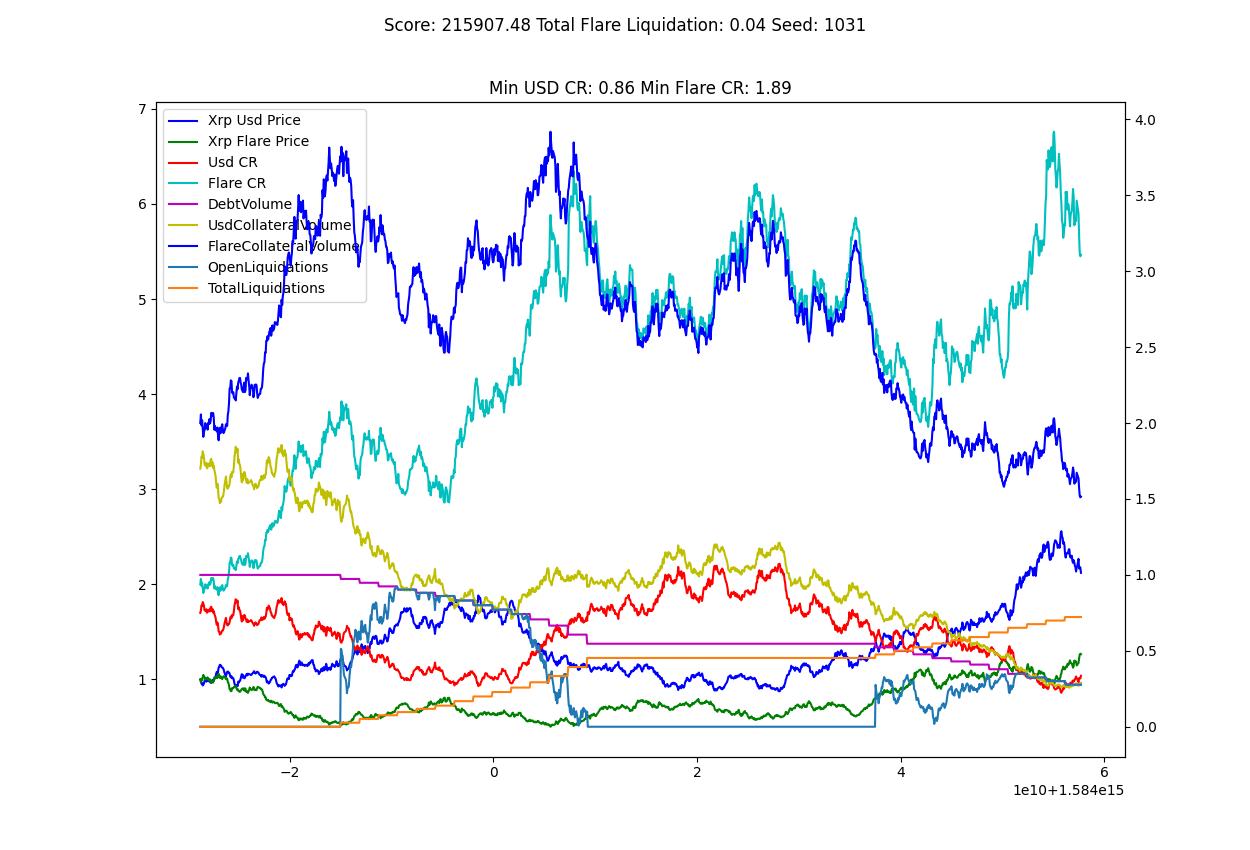 Score: 215907.48 Total Flare Liquidation: 0.04 Seed: 1031
Min USD CR: 0.86 Min Flare CR: 1.89
Xrp Usd Price
Xrp Flare Price
Usd CR
Flare CR
DebtVolume
UsdCollateralVolume
FlareCollateralVolume
OpenLiquidations
TotalLiquidations
7
6
5
4
3
2
1
4.0
3.5
3.0
2.5
2.0
1.5
1.0
0.5
0.0
−2 0 2 4 6
1e10+1.584e15